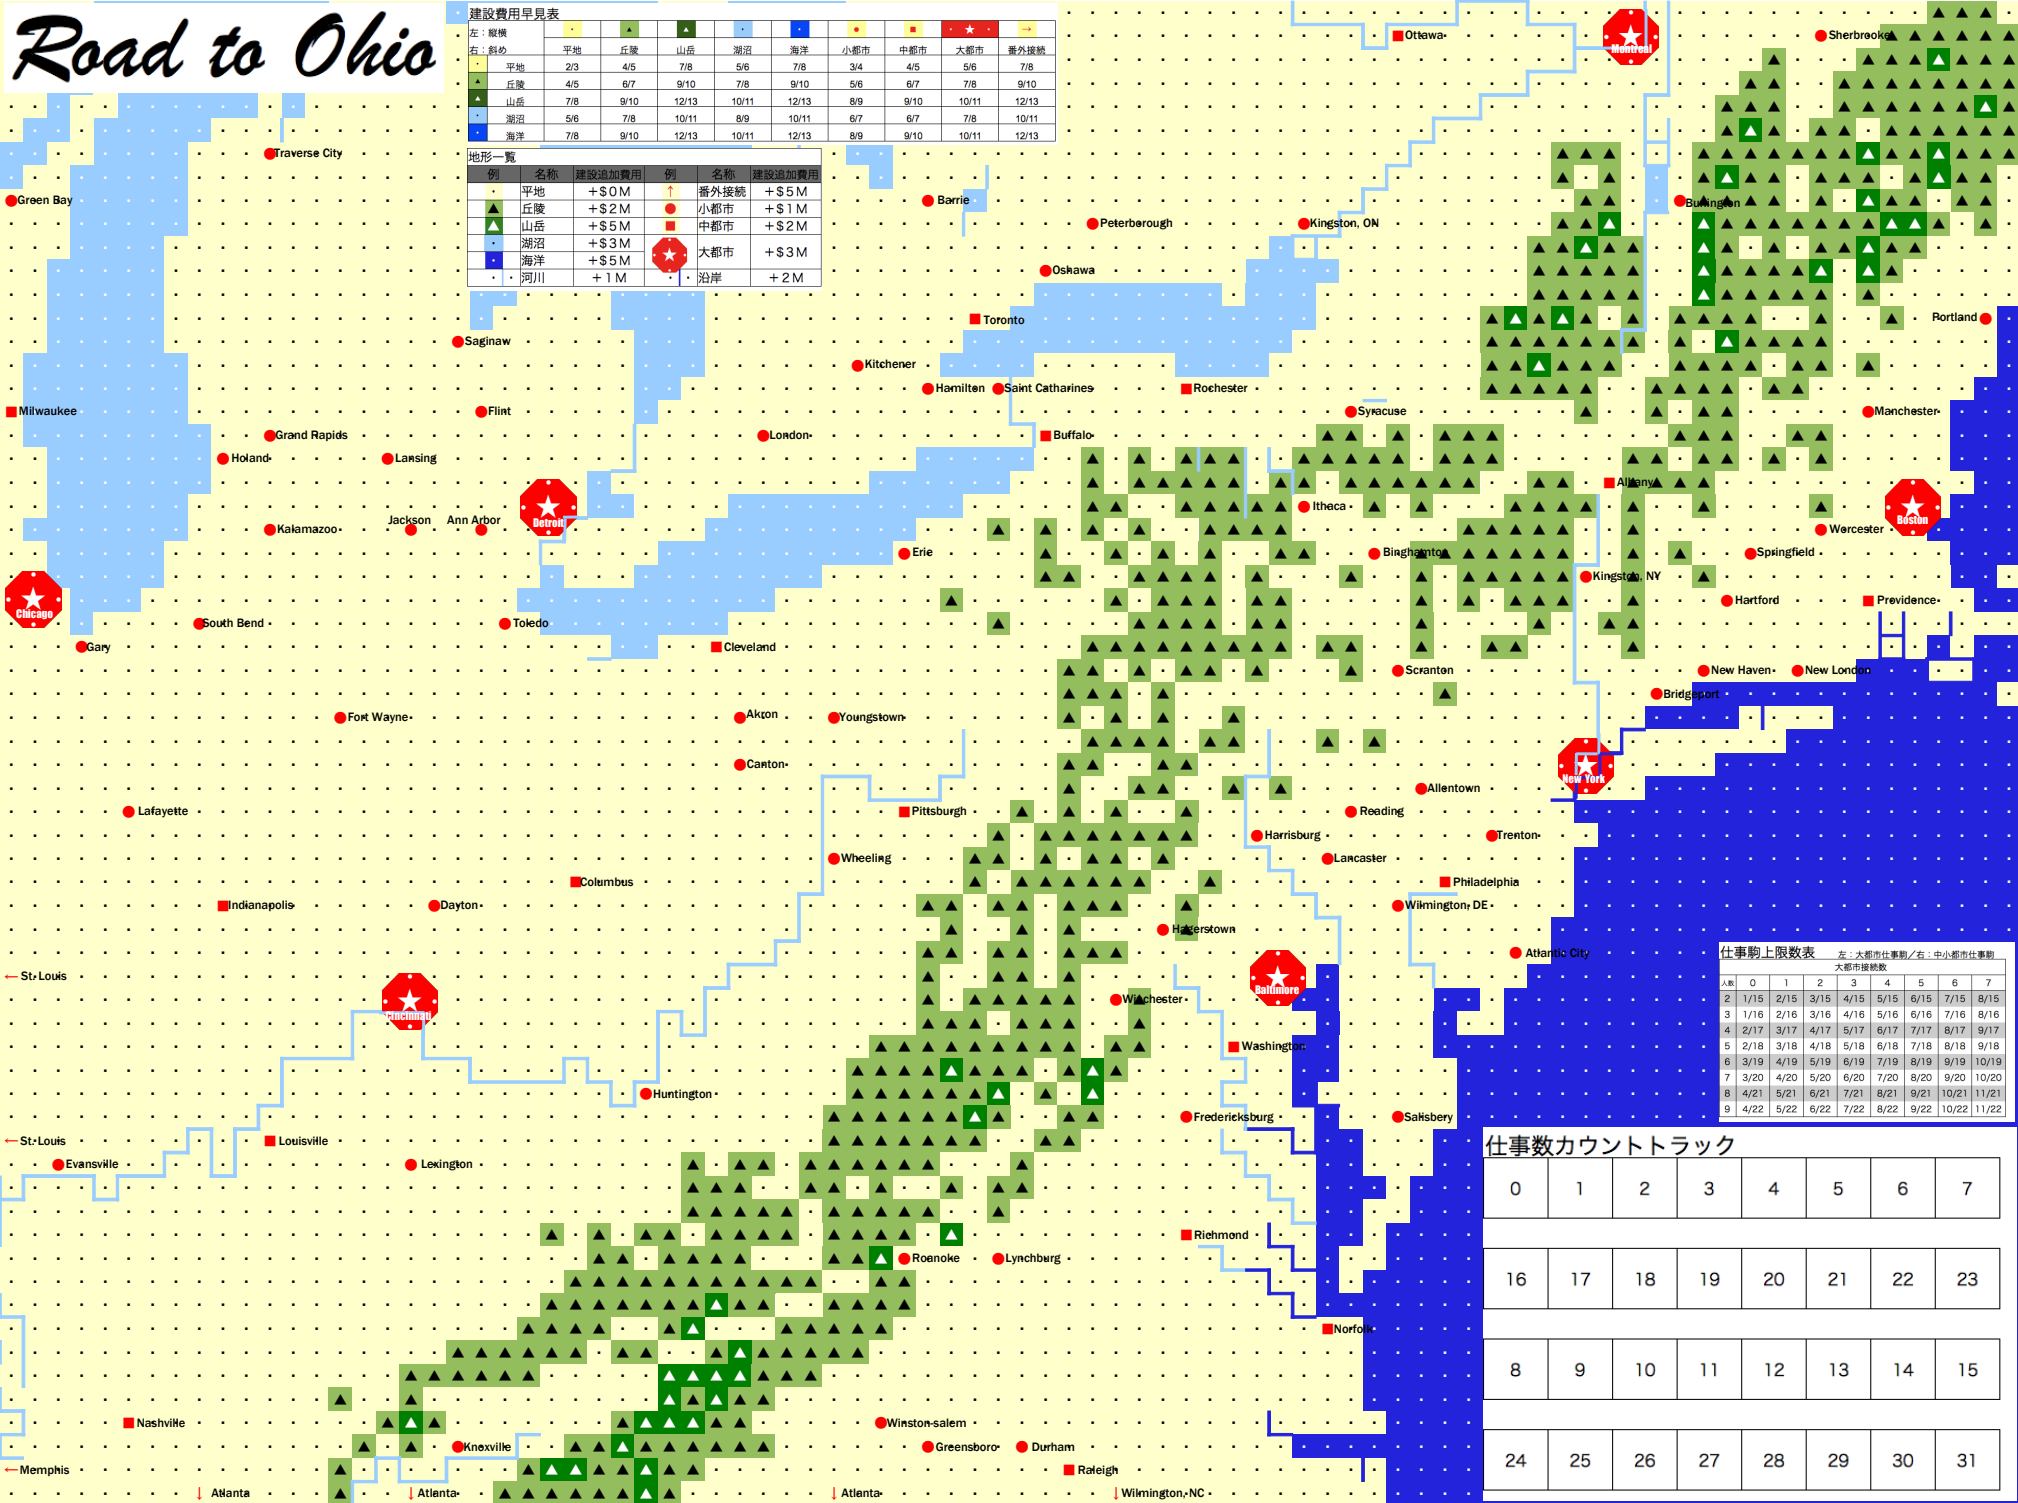 Road to Ohio
建設費用早見表
左：縦横
右：斜め 平地 丘陵 山岳 湖沼 海洋 小都市 中都市 大都市 番外接続
平地 2/3 4/5 7/8 5/6 7/8 3/4 4/5 5/6 7/8
丘陵 4/5 6/7 9/10 7/8 9/10 5/6 6/7 7/8 9/10
山岳 7/8 9/10 12/13 10/11 12/13 8/9 9/10 10/11 12/13
湖沼 5/6 7/8 10/11 8/9 10/11 6/7 6/7 7/8 10/11
海洋 7/8 9/10 12/13 10/11 12/13 8/9 9/10 10/11 12/13
地形一覧
例 名称 建設追加費用 例 名称 建設追加費用
平地 +$0M ↑ 番外接続 +$5M
丘陵 +$2M 小都市 +$1M
山岳 +$5M 中都市 +$2M
湖沼 +$3M 大都市 +$3M
海洋 +$5M
河川 +1M 沿岸 +2M
Ottawa
Montreal
Sherbrooke
Traverse City
Green Bay
Barrie
Peterborough
Kingston, ON
Burlington
Oshawa
Toronto
Portland
Saginaw
Kitchener
Hamilton
Saint Catharines
Rochester
Milwaukee
Flint
Syracuse
Manchester
Grand Rapids
London
Buffalo
Holand
Lansing
Albany
Detroit
Ithaca
Boston
Kalamazoo
Jackson
Ann Arbor
Worcester
Erie
Binghamton
Springfield
Kingston, NY
Chicago
Hartford
Providence
South Bend
Toledo
Gary
Cleveland
Scranton
New Haven
New London
Bridgeport
Fort Wayne
Akron
Youngstown
Canton
New York
Allentown
Lafayette
Pittsburgh
Reading
Harrisburg
Trenton
Wheeling
Lancaster
Columbus
Philadelphia
Indianapolis
Dayton
Wilmington, DE
Hagerstown
Atlantic City
←St. Louis
Baltimore
Cincinnati
Winchester
Washington
Huntington
Fredericksburg
Salisbery
←St. Louis
Louisville
Evansville
Lexington
Richmond
Roanoke
Lynchburg
Norfolk
Nashville
Winston-salem
Knoxville
Greensboro
Durham
←Memphis
Raleigh
↓Atlanta
↓Atlanta
↓Atlanta
↓Wilmington, NC
仕事駒上限数表 左：大都市仕事駒／右：中小都市仕事駒
大都市接続数
人数 0 1 2 3 4 5 6 7
2 1/15 2/15 3/15 4/15 5/15 6/15 7/15 8/15
3 1/16 2/16 3/16 4/16 5/16 6/16 7/16 8/16
4 2/17 3/17 4/17 5/17 6/17 7/17 8/17 9/17
5 2/18 3/18 4/18 5/18 6/18 7/18 8/18 9/18
6 3/19 4/19 5/19 6/19 7/19 8/19 9/19 10/19
7 3/20 4/20 5/20 6/20 7/20 8/20 9/20 10/20
8 4/21 5/21 6/21 7/21 8/21 9/21 10/21 11/21
9 4/22 5/22 6/22 7/22 8/22 9/22 10/22 11/22
仕事数カウントトラック
0 1 2 3 4 5 6 7
16 17 18 19 20 21 22 23
8 9 10 11 12 13 14 15
24 25 26 27 28 29 30 31